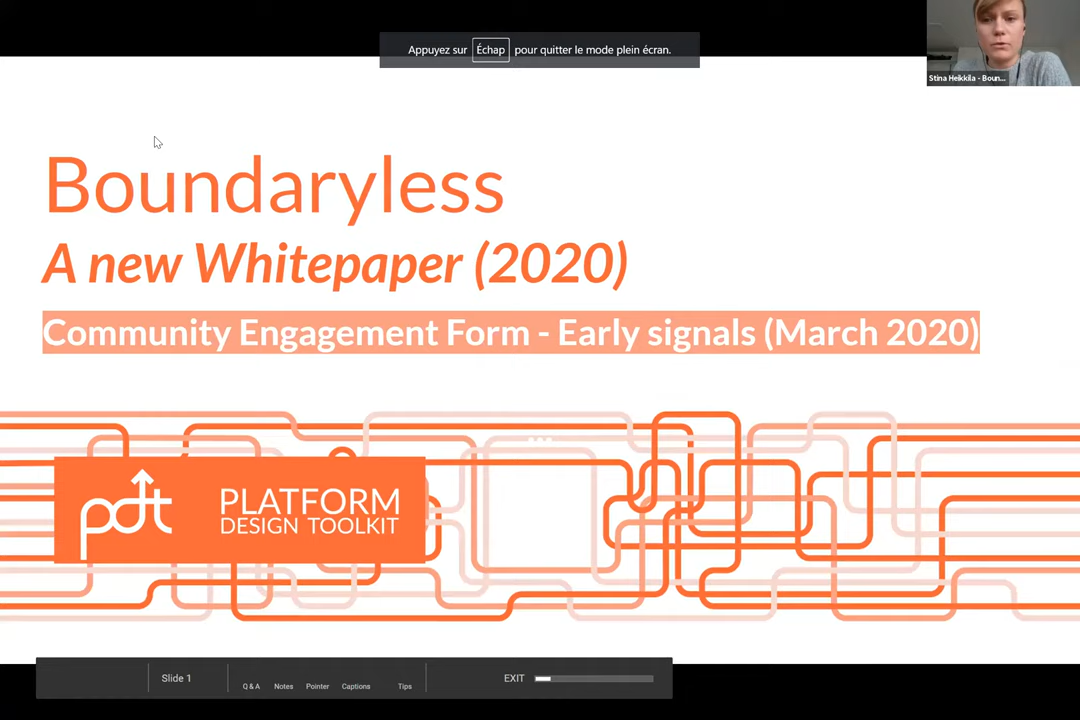 Appuyez sur Échap pour quitter le mode plein écran.
Stina Heikkila - Boun...
Boundaryless
A new Whitepaper (2020)
Community Engagement Form - Early signals (March 2020)
pdt
PLATFORM
DESIGN TOOLKIT
Slide 1
Q & A Notes Pointer Captions Tips
EXIT